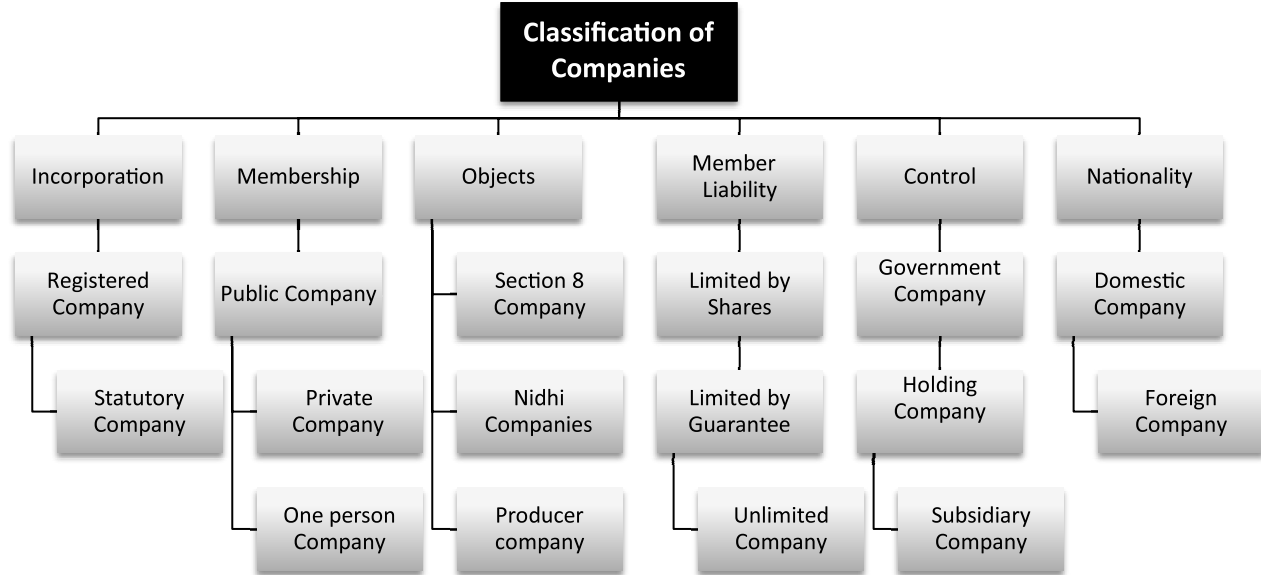 Classification of
Companies
Incorporation
Membership
Objects
Member
Liability
Control
Nationality
Registered
Company
Public Company
Section 8
Company
Limited by
Shares
Government
Company
Domestic
Company
Statutory
Company
Private
Company
Nidhi
Companies
Limited by
Guarantee
Holding
Company
Foreign
Company
One person
Company
Producer
company
Unlimited
Company
Subsidiary
Company